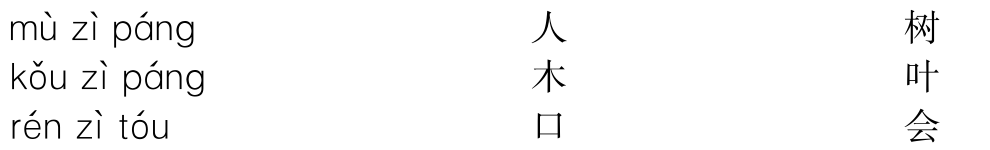 mù zì páng 人 树
kǒu zì páng 木 叶
rén zì tóu 口 会